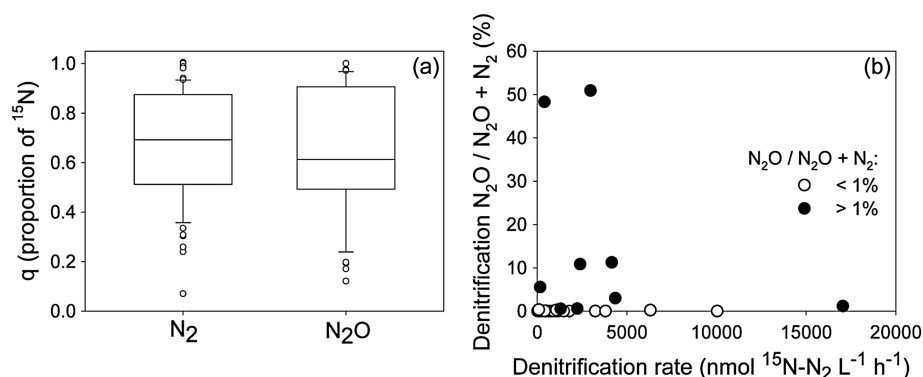 (a)
q (proportion of ¹⁵N)
1.0
0.8
0.6
0.4
0.2
0.0
N₂
N₂O
(b)
Denitrification N₂O / N₂O + N₂ (%)
60
50
40
30
20
10
0
N₂O / N₂O + N₂:
< 1%
> 1%
0
5000
10000
15000
20000
Denitrification rate (nmol ¹⁵N-N₂ L⁻¹ h⁻¹)